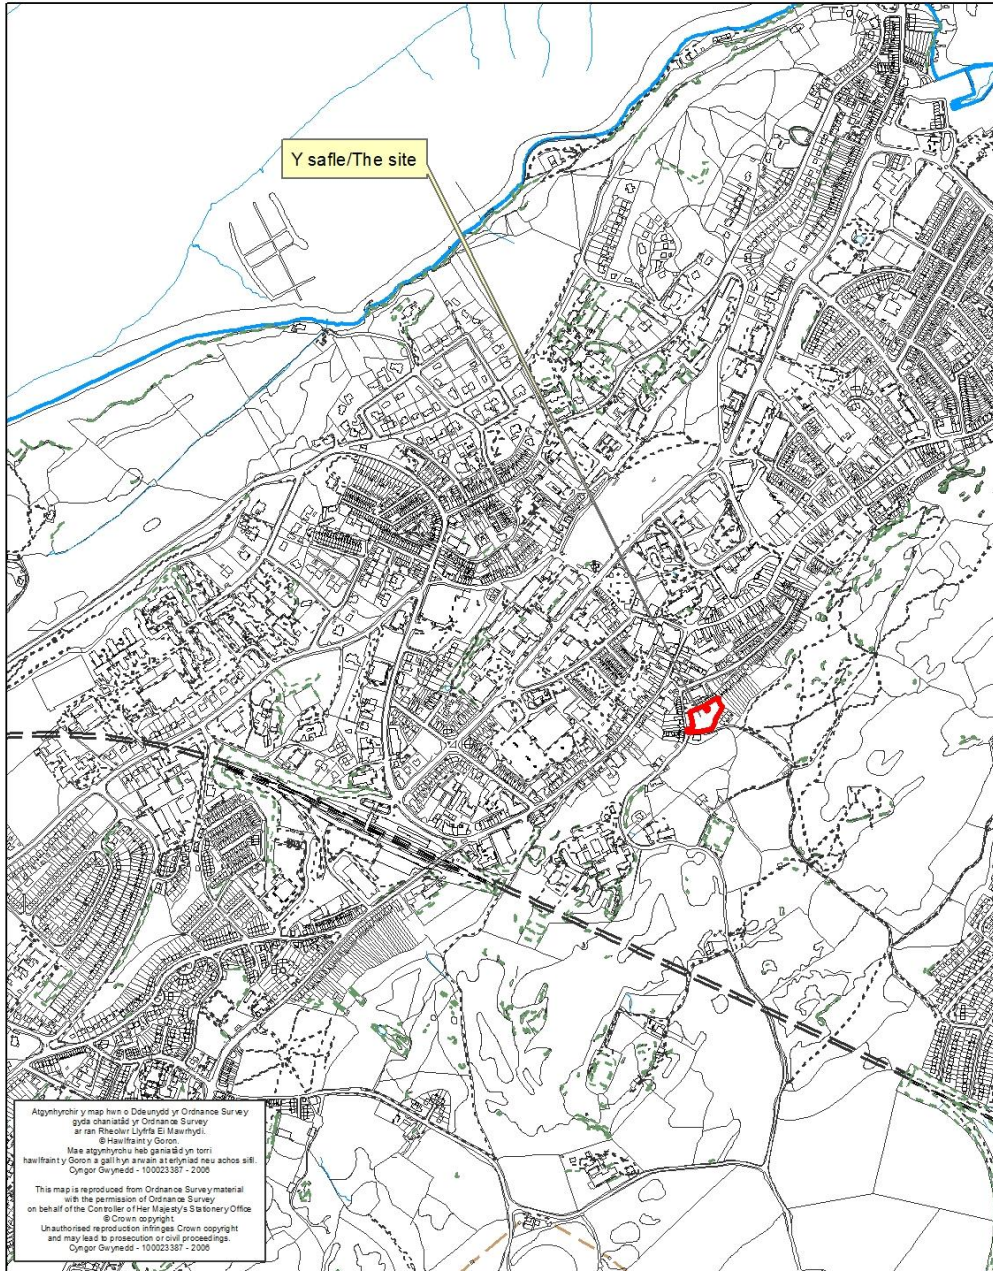 Y safle/The site
Atgynhyrchir y map hwn o Ddeunydd yr Ordnance Survey
gyda chaniatâd yr Ordnance Survey
ar ran Rheolwr Llyfrfa Ei Mawrhydi.
© Hawlfraint y Goron.
Mae atgynhyrchu heb ganiatâd yn torri
hawlfraint y Goron a gall hyn arwain at erlyniad neu achos sifil.
Cyngor Gwynedd - 100023387 - 2006
This map is reproduced from Ordnance Survey material
with the permission of Ordnance Survey
on behalf of the Controller of Her Majesty's Stationery Office
© Crown copyright.
Unauthorised reproduction infringes Crown copyright
and may lead to prosecution or civil proceedings.
Cyngor Gwynedd - 100023387 - 2006